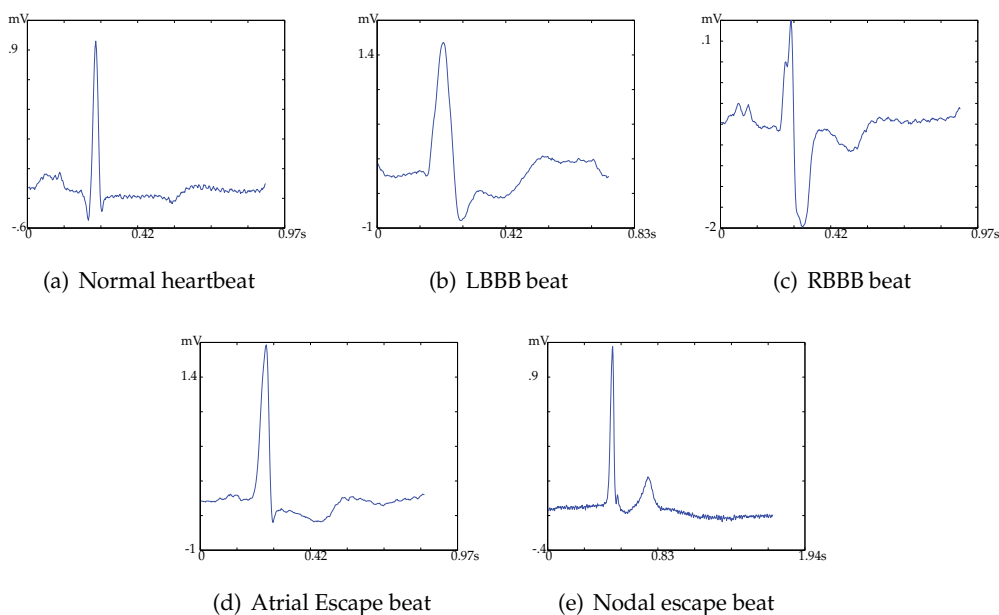 mV
.9
-.6
0
0.42
0.97s
(a) Normal heartbeat
mV
1.4
-1
0
0.42
0.83s
(b) LBBB beat
mV
.1
-2
0
0.42
0.97s
(c) RBBB beat
mV
1.4
-1
0
0.42
0.97s
(d) Atrial Escape beat
mV
.9
-.4
0
0.83
1.94s
(e) Nodal escape beat